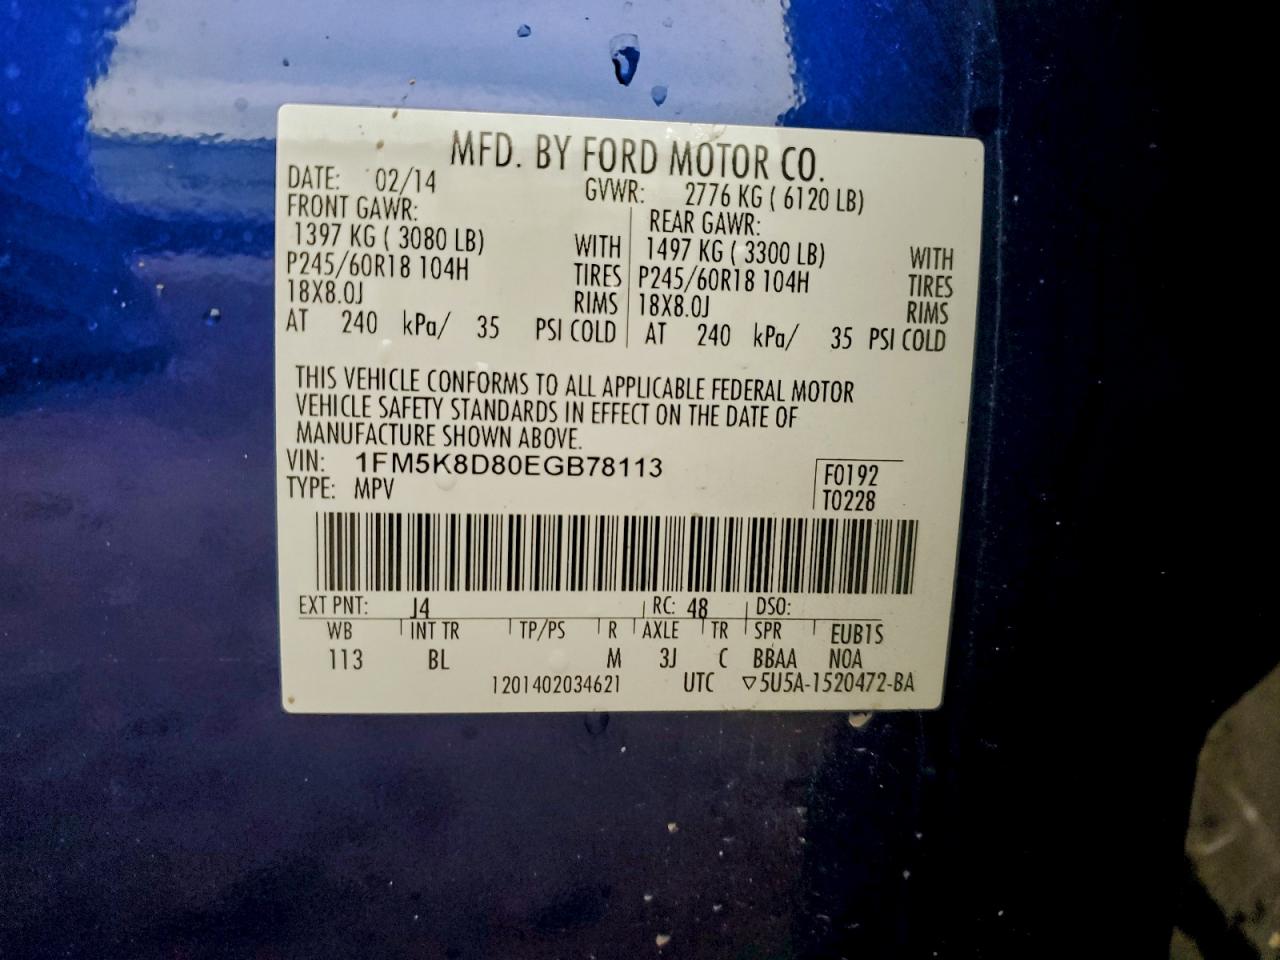 MFD. BY FORD MOTOR CO.
DATE: 02/14 GVWR: 2776 KG ( 6120 LB)
FRONT GAWR: REAR GAWR:
1397 KG ( 3080 LB) WITH 1497 KG ( 3300 LB) WITH
P245/60R18 104H TIRES P245/60R18 104H TIRES
18X8.0J RIMS 18X8.0J RIMS
AT 240 kPa/ 35 PSI COLD AT 240 kPa/ 35 PSI COLD
THIS VEHICLE CONFORMS TO ALL APPLICABLE FEDERAL MOTOR
VEHICLE SAFETY STANDARDS IN EFFECT ON THE DATE OF
MANUFACTURE SHOWN ABOVE.
VIN: 1FM5K8D80EGB78113 F0192
TYPE: MPV T0228
EXT PNT: J4 RC: 48 DSO:
WB INT TR TP/PS R AXLE TR SPR EUB1S
113 BL M 3J C BBAA NOA
1201402034621 UTC ▽5U5A-1520472-BA